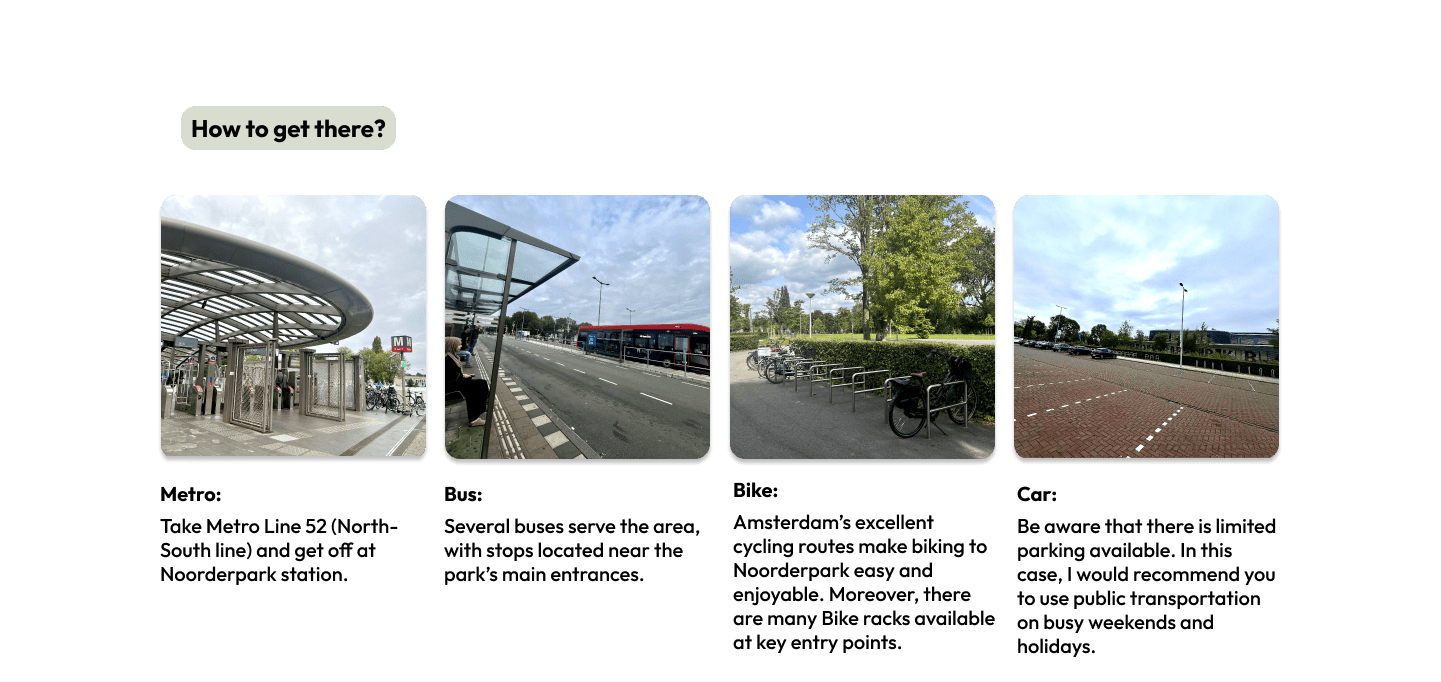 How to get there?
M
Metro:
Take Metro Line 52 (North-
South line) and get off at
Noorderpark station.
Bus:
Several buses serve the area,
with stops located near the
park's main entrances.
Bike:
Amsterdam's excellent
cycling routes make biking to
Noorderpark easy and
enjoyable. Moreover, there
are many Bike racks available
at key entry points.
Car:
Be aware that there is limited
parking available. In this
case, I would recommend you
to use public transportation
on busy weekends and
holidays.